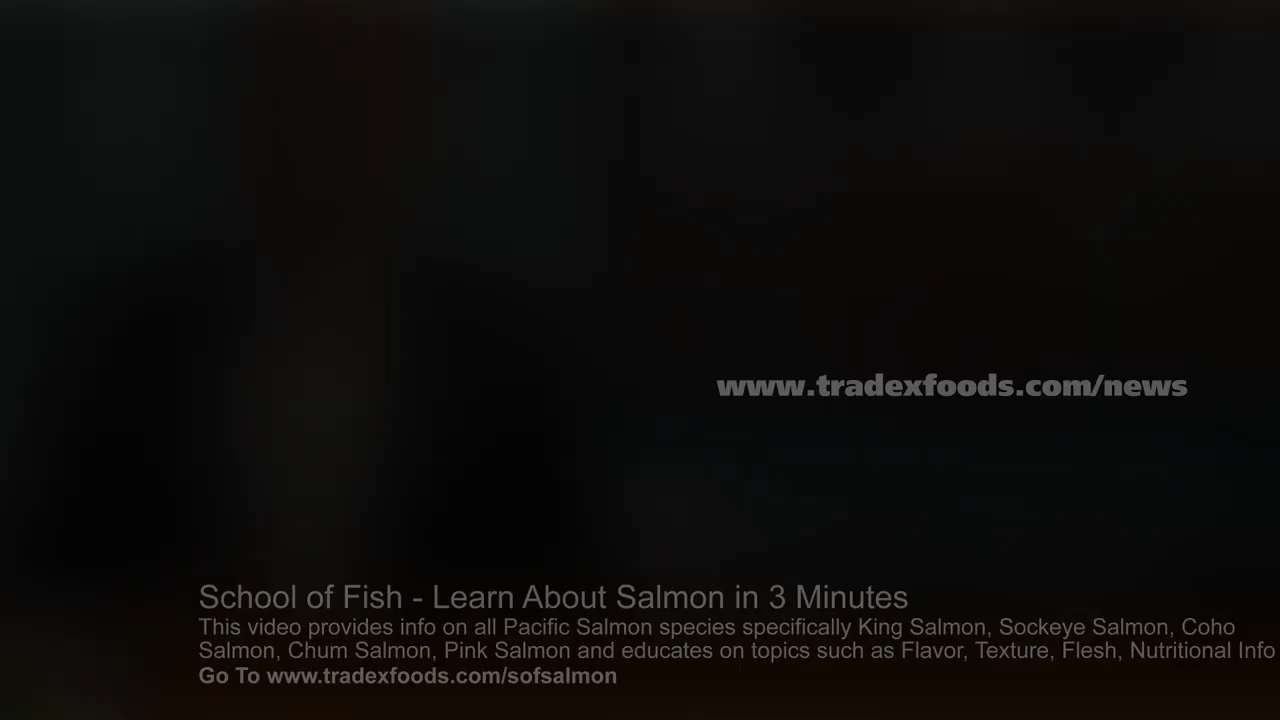 www.tradexfoods.com/news
School of Fish - Learn About Salmon in 3 Minutes
This video provides info on all Pacific Salmon species specifically King Salmon, Sockeye Salmon, Coho
Salmon, Chum Salmon, Pink Salmon and educates on topics such as Flavor, Texture, Flesh, Nutritional Info
Go To www.tradexfoods.com/sofsalmon